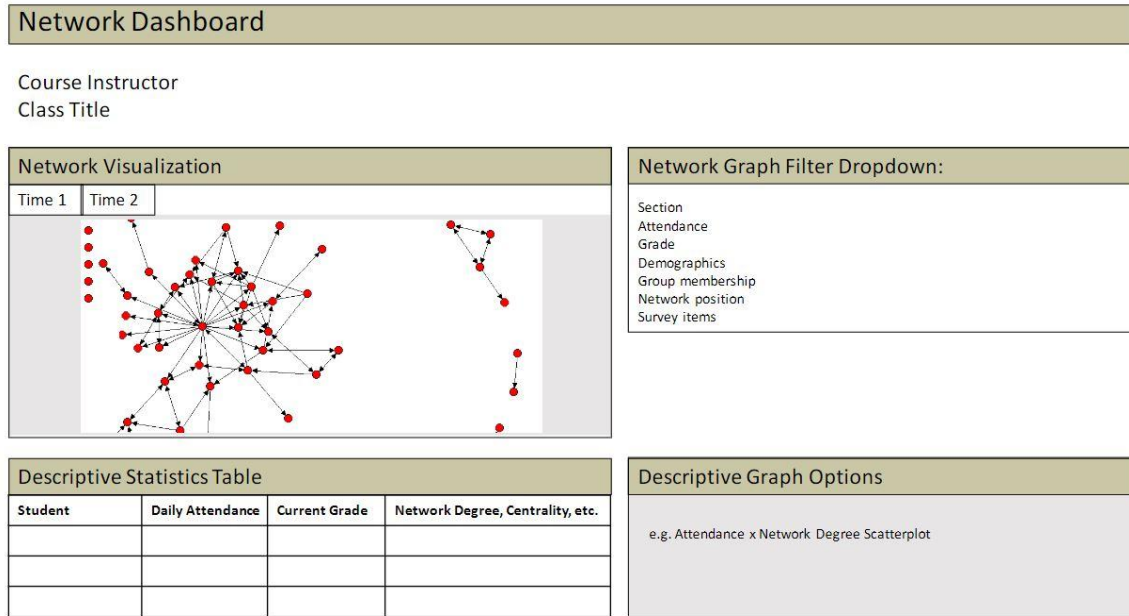 Network Dashboard
Course Instructor
Class Title
Network Visualization
Time 1 Time 2
Network Graph Filter Dropdown:
Section
Attendance
Grade
Demographics
Group membership
Network position
Survey items
Descriptive Statistics Table
Student Daily Attendance Current Grade Network Degree, Centrality, etc.
Descriptive Graph Options
e.g. Attendance x Network Degree Scatterplot